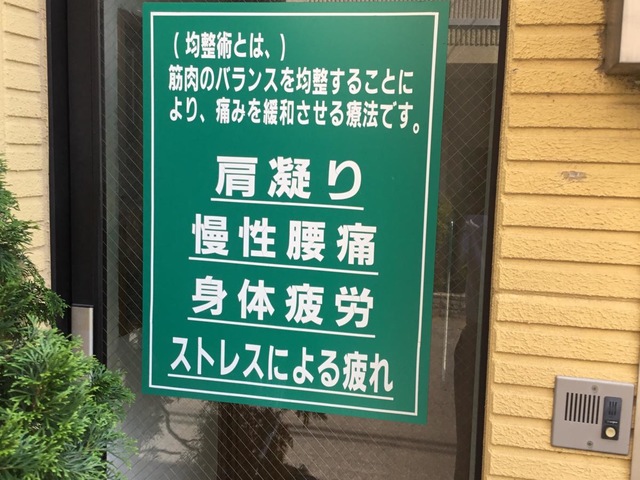 (均整術とは、)
筋肉のバランスを均整することに
より、痛みを緩和させる療法です。
肩凝り
慢性腰痛
身体疲労
ストレスによる疲れ